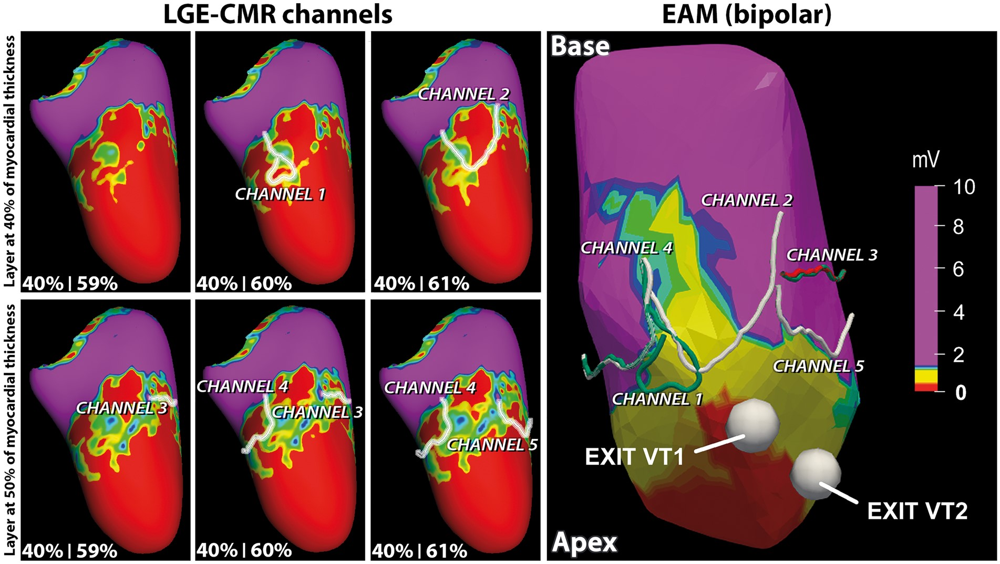 LGE-CMR channels
EAM (bipolar)
Layer at 40% of myocardial thickness
40% | 59%
CHANNEL 1
40% | 60%
CHANNEL 2
40% | 61%
Layer at 50% of myocardial thickness
CHANNEL 3
40% | 59%
CHANNEL 4
CHANNEL 3
40% | 60%
CHANNEL 4
CHANNEL 5
40% | 61%
Base
CHANNEL 2
CHANNEL 4
CHANNEL 3
CHANNEL 5
CHANNEL 1
EXIT VT1
EXIT VT2
Apex
mV
10
8
6
4
2
0